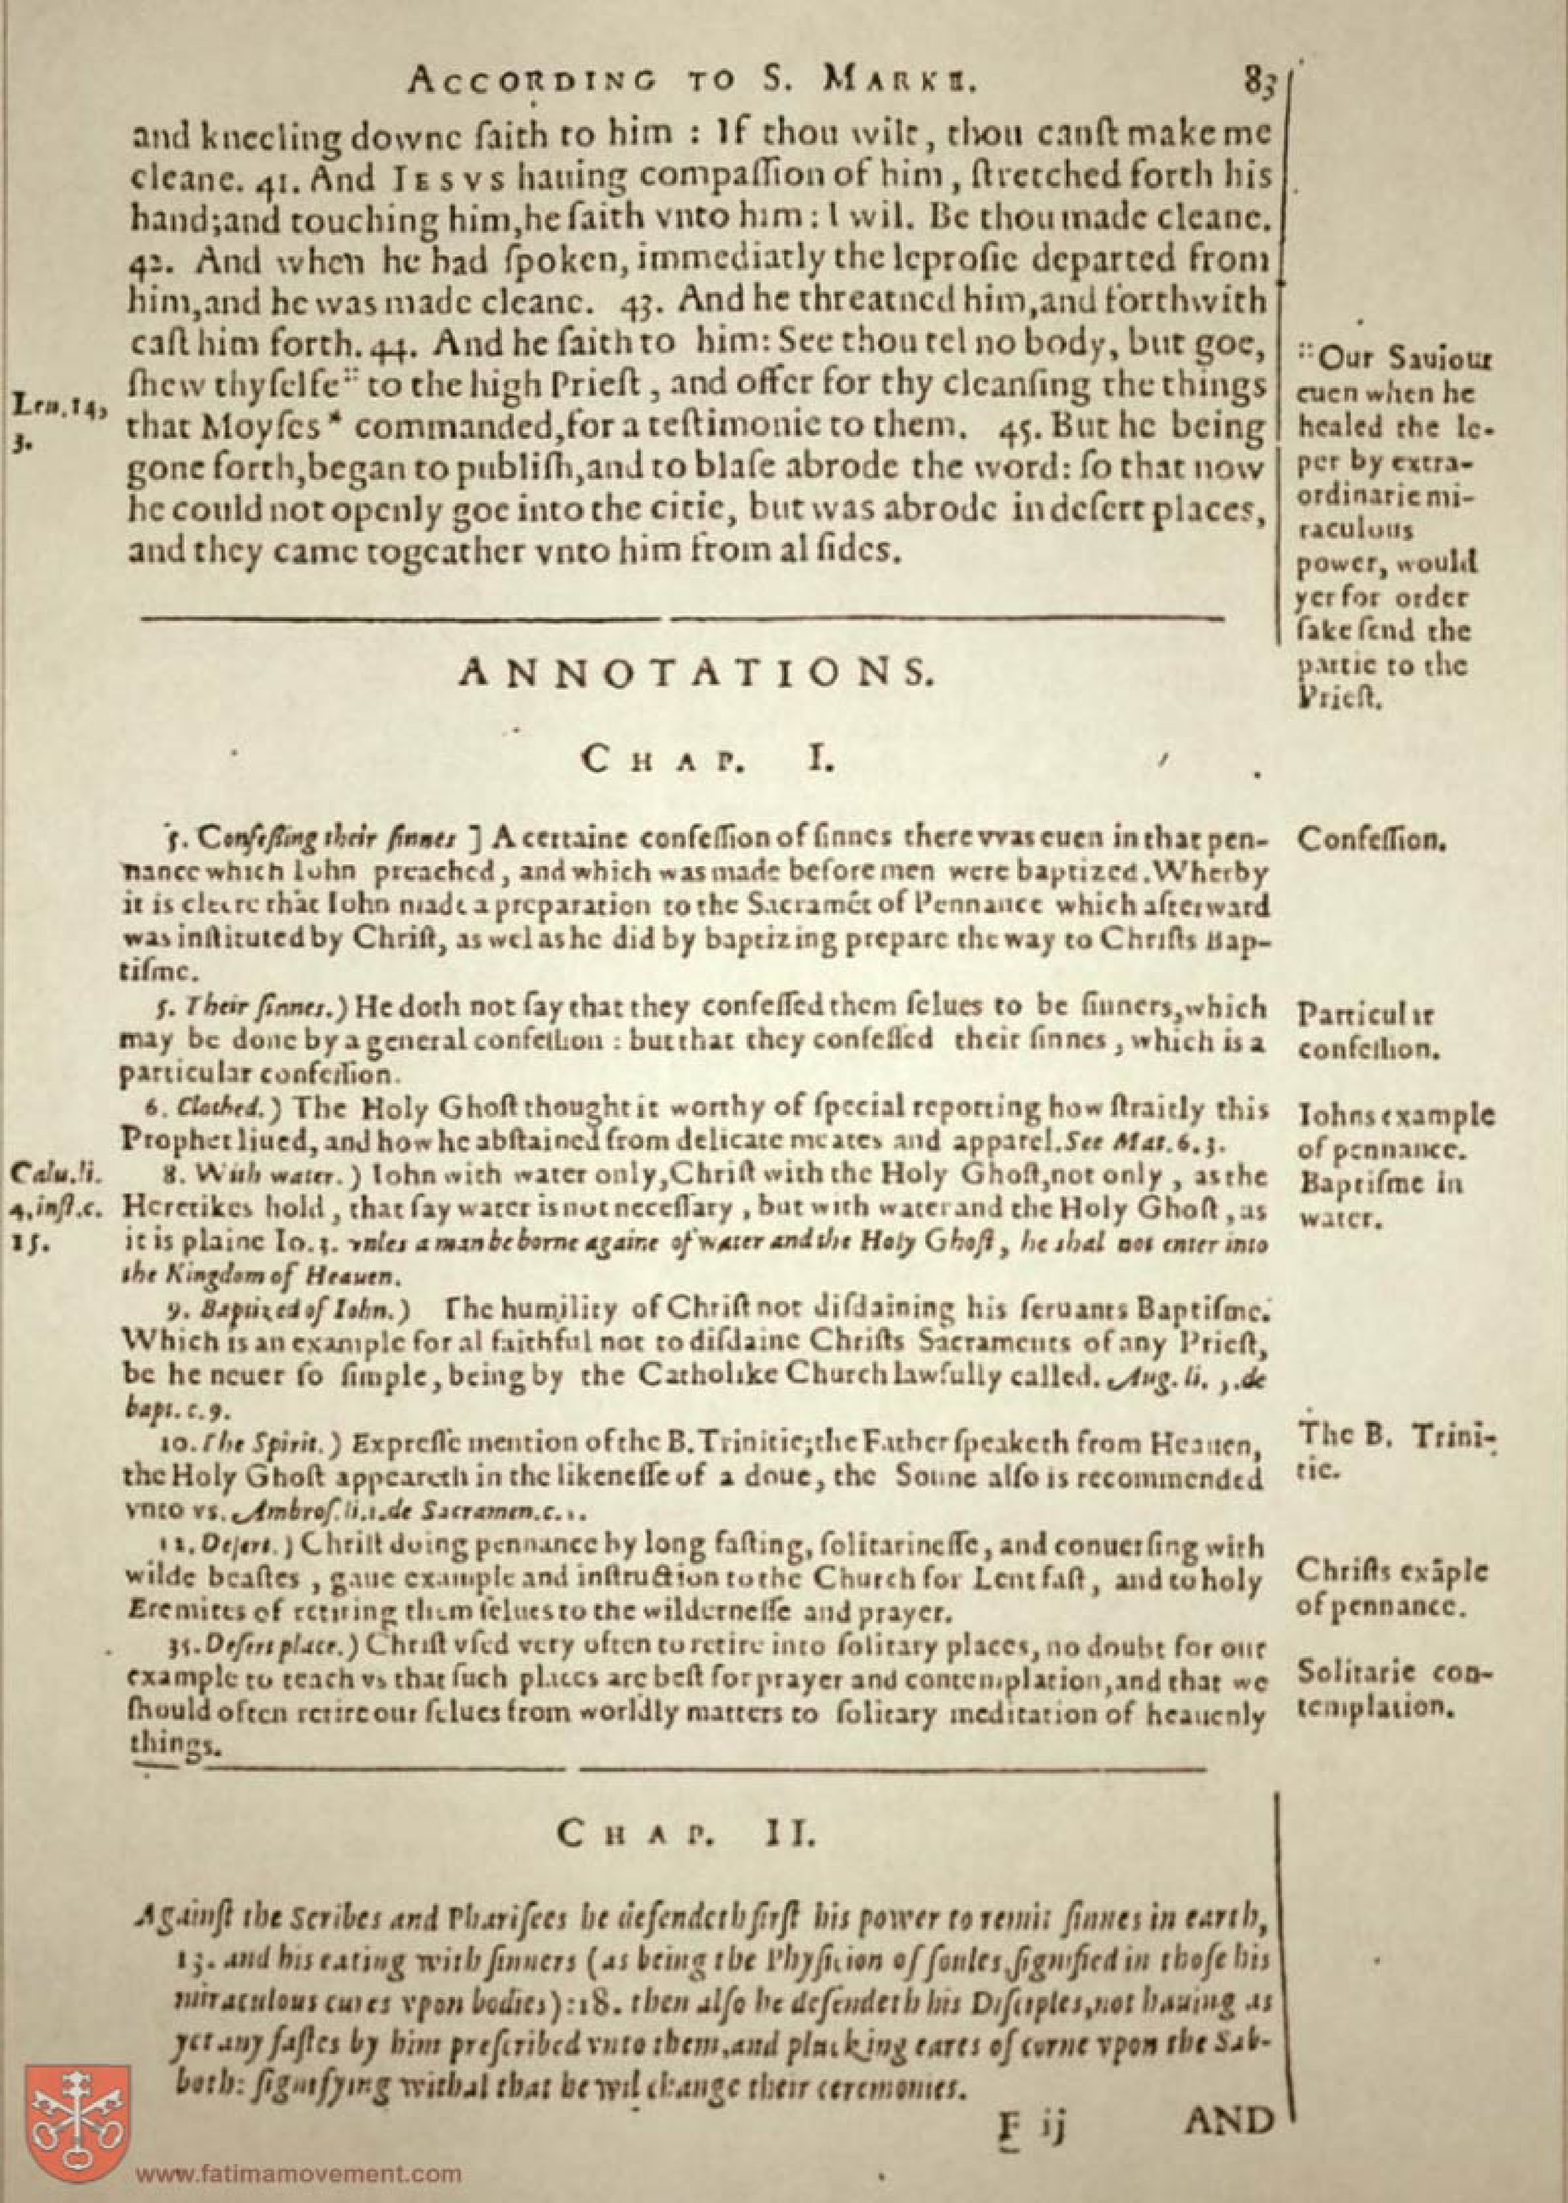 ACCORDING TO S. MARKE. 83
and kneeling downe ſaith to him : If thou wilt, thou canſt make me
cleane. 41. And IESVS hauing compaſſion of him, ſtretched forth his
hand;and touching him,he ſaith vnto him: I wil. Be thou made cleane.
42. And when he had ſpoken, immediatly the leproſie departed from
him,and he was made cleane. 43. And he threatned him,and forthwith
caſt him forth. 44. And he ſaith to him: See thou tel no body, but goe,
ſhew thyſelfe :: to the high Prieſt, and offer for thy cleanſing the things
that Moyſes * commanded,for a teſtimonie to them. 45. But he being
gone forth,began to publiſh,and to blaſe abrode the word: ſo that now
he could not openly goe into the citie, but was abrode in deſert places,
and they came togeather vnto him from al ſides.
Leu.14,
3.
::Our Sauiour
euen when he
healed the le-
per by extra-
ordinarie mi-
raculous
power, would
yet for order
ſake ſend the
partie to the
Prieſt.
ANNOTATIONS.
CHAP. I.
5. Confeſsing their ſinnes ] A certaine confeſſion of ſinnes there vvas euen in that pen-
nance which Iohn preached, and which was made before men were baptized. Wherby
it is cleere that Iohn made a preparation to the Sacramēt of Pennance which afterward
was inſtituted by Chriſt, as wel as he did by baptizing prepare the way to Chriſts Bap-
tiſme.
Confeſſion.
5. Their ſinnes.) He doth not ſay that they confeſſed them ſelues to be ſinners,which
may be done by a general confeſſion : but that they confeſſed their ſinnes, which is a
particular confeſſion.
Particular
confeſſion.
6. Clothed.) The Holy Ghoſt thought it worthy of ſpecial reporting how ſtraitly this
Prophet liued, and how he abſtained from delicate meates and apparel. See Mat. 6.3.
Iohns example
of pennance.
8. With water.) Iohn with water only,Chriſt with the Holy Ghoſt,not only, as the
Heretikes hold, that ſay water is not neceſſary, but with water and the Holy Ghoſt, as
it is plaine Io. 3. vnles a man be borne againe of water and the Holy Ghoſt, he shal not enter into
the Kingdom of Heauen.
Calu.li.
4.inſt.c.
15.
Baptiſme in
water.
9. Baptized of Iohn.) The humility of Chriſt not diſdaining his ſeruants Baptiſme.
Which is an example for al faithful not to diſdaine Chriſts Sacraments of any Prieſt,
be he neuer ſo ſimple, being by the Catholike Church lawfully called. Aug. li. de
bapt. c. 9.
10. The Spirit.) Expreſſe mention of the B. Trinitie;the Father ſpeaketh from Heauen,
the Holy Ghoſt appeareth in the likeneſſe of a doue, the Sonne alſo is recommended
vnto vs. Ambroſ. li.1. de Sacramen.c.
The B. Trini-
tie.
12. Deſert.) Chriſt doing pennance by long faſting, ſolitarineſſe, and conuerſing with
wilde beaſtes, gaue example and inſtruction to the Church for Lent faſt, and to holy
Eremites of retiring them ſelues to the wilderneſſe and prayer.
Chriſts exāple
of pennance.
35. Deſert place.) Chriſt vſed very often to retire into ſolitary places, no doubt for our
example to teach vs that ſuch places are beſt for prayer and contemplation,and that we
ſhould often retire our ſelues from worldly matters to ſolitary meditation of heauenly
things.
Solitarie con-
templation.
CHAP. II.
Againſt the Scribes and Phariſees he defendeth firſt his power to remit ſinnes in earth,
13. and his eating with ſinners (as being the Phyſicion of ſoules ſignified in thoſe his
miraculous cures vpon bodies):18. then alſo he defendeth his Diſciples,not hauing as
yet any faſtes by him preſcribed vnto them,and plucking eares of corne vpon the Sab-
both: ſignifying withal that he wil change their ceremonies.
F ij AND
www.fatimamovement.com